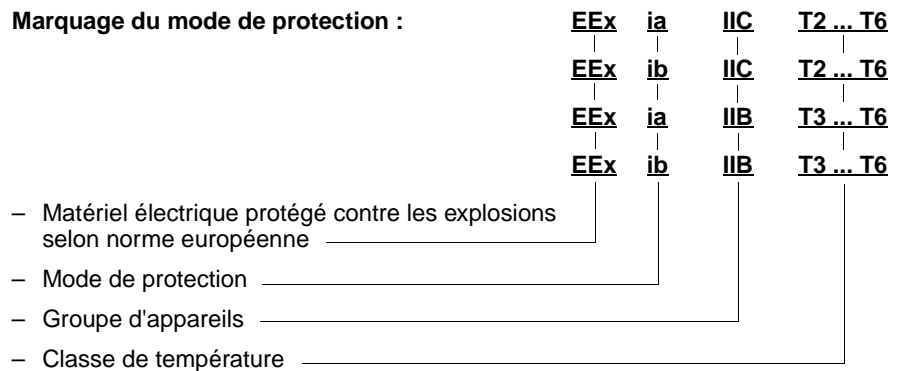 Marquage du mode de protection : EEx ia IIC T2 ... T6
EEx ib IIC T2 ... T6
EEx ia IIB T3 ... T6
EEx ib IIB T3 ... T6
– Matériel électrique protégé contre les explosions
selon norme européenne
– Mode de protection
– Groupe d'appareils
– Classe de température